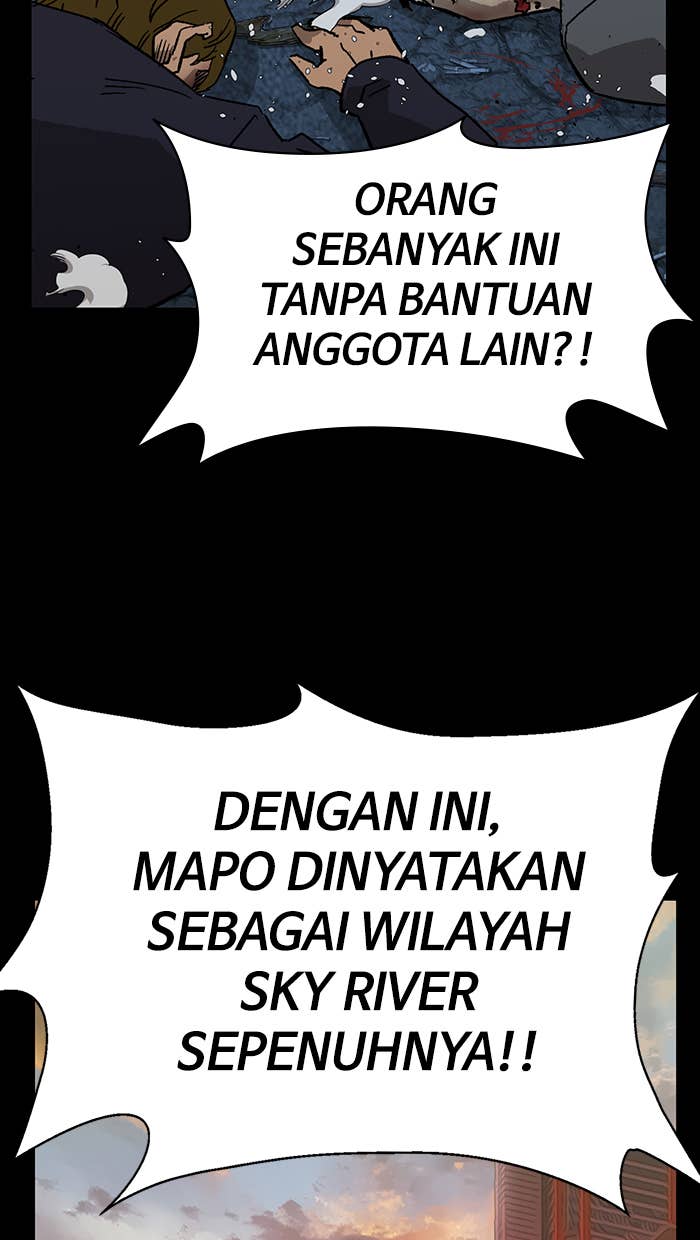 ORANG
SEBANYAK INI
TANPA BANTUAN
ANGGOTA LAIN?!
DENGAN INI,
MAPO DINYATAKAN
SEBAGAI WILAYAH
SKY RIVER
SEPENUHNYA!!